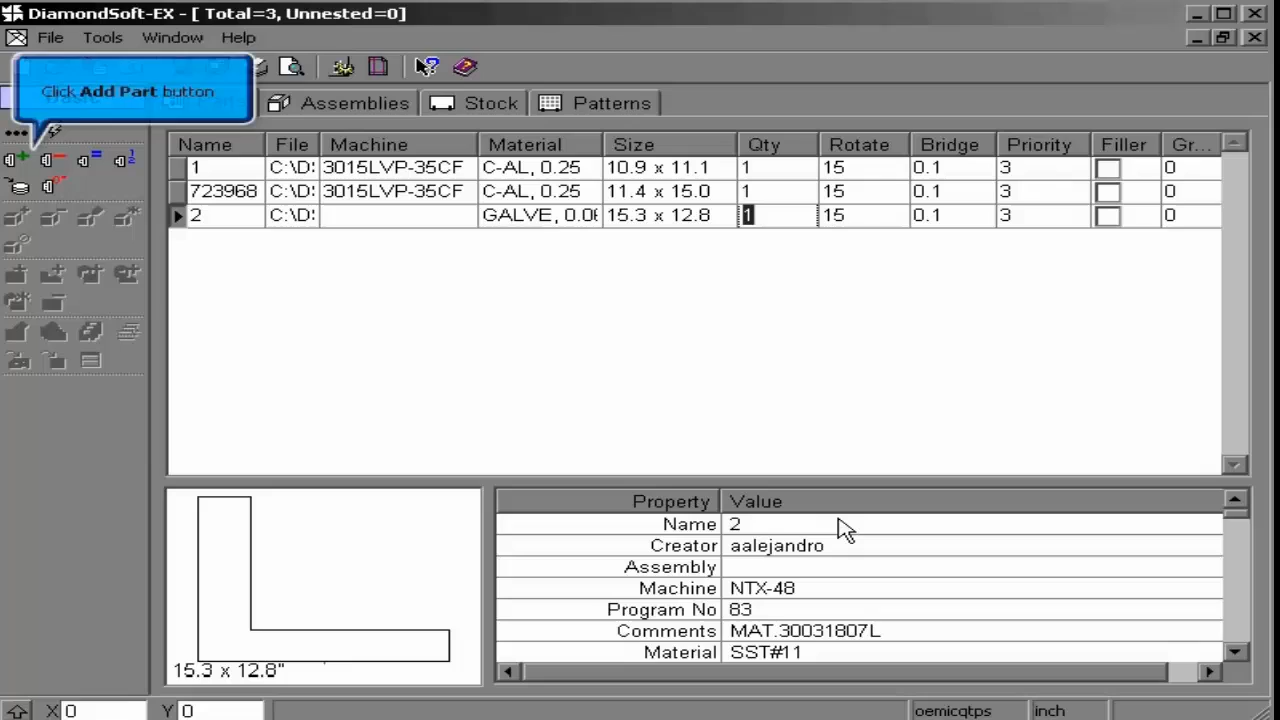 DiamondSoft-EX - [ Total=3, Unnested=0]
File Tools Window Help
Click Add Part button
Assemblies Stock Patterns
Name File Machine Material Size Qty Rotate Bridge Priority Filler Gr...
1 C:\D: 3015LVP-35CF C-AL, 0.25 10.9 x 11.1 1 15 0.1 3 0
723968 C:\D: 3015LVP-35CF C-AL, 0.25 11.4 x 15.0 1 15 0.1 3 0
2 C:\D: GALVE, 0.06 15.3 x 12.8 1 15 0.1 3 0
Property Value
Name 2
Creator aalejandro
Assembly
Machine NTX-48
Program No 83
Comments MAT.30031807L
Material SST#11
15.3 x 12.8"
X 0 Y 0 oemicqtps inch